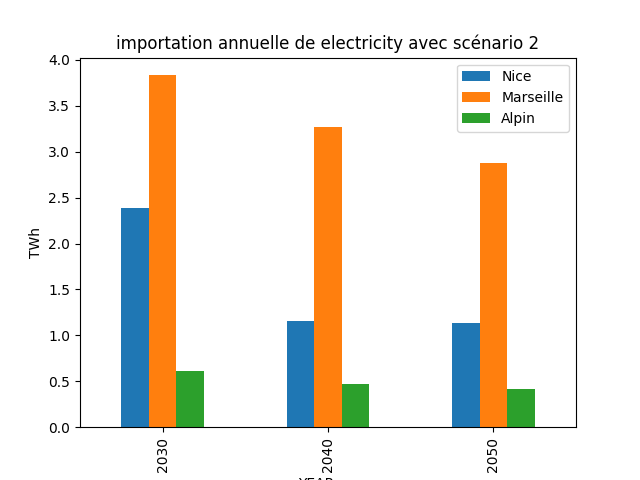 importation annuelle de electricity avec scénario 2
Nice
Marseille
Alpin
4.0
3.5
3.0
2.5
2.0
1.5
1.0
0.5
0.0
TWh
2030
2040
2050
YEAR